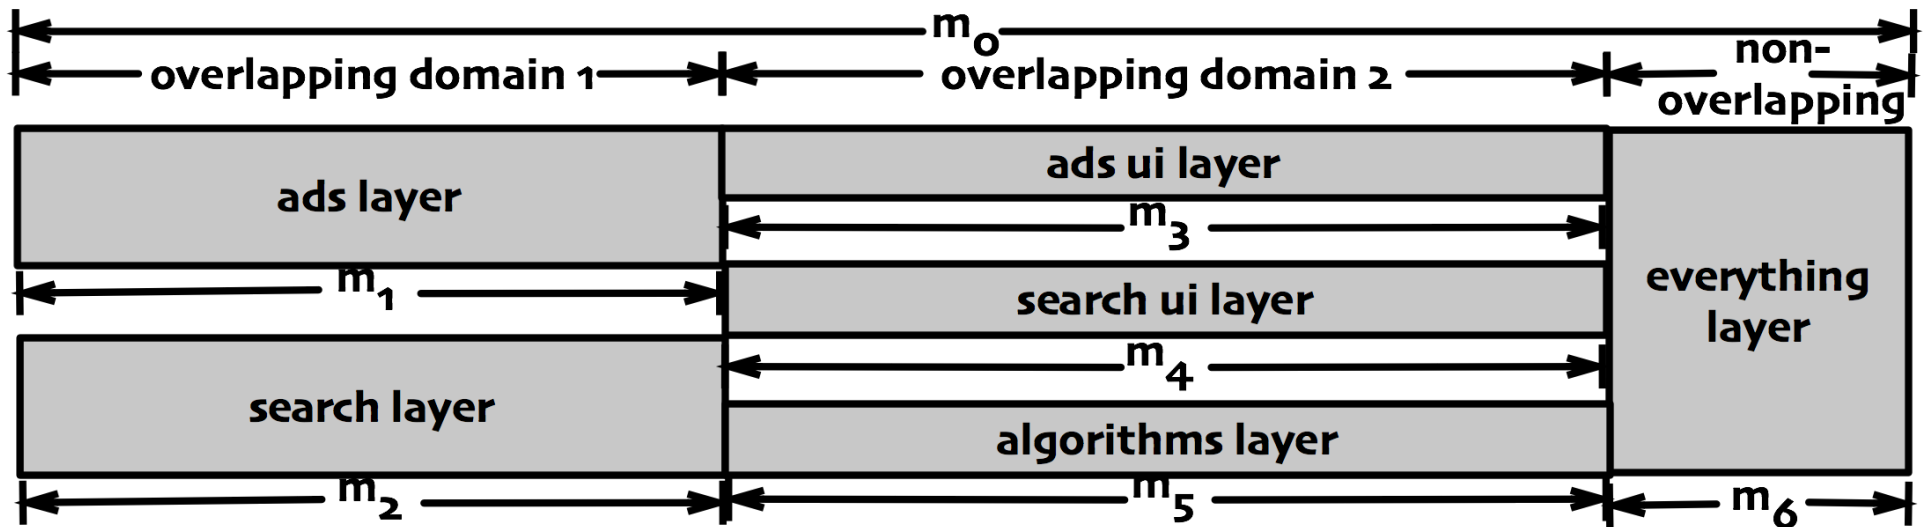 m0
overlapping domain 1
overlapping domain 2
non-
overlapping
ads layer
m1
search layer
m2
ads ui layer
m3
search ui layer
m4
algorithms layer
m5
everything
layer
m6